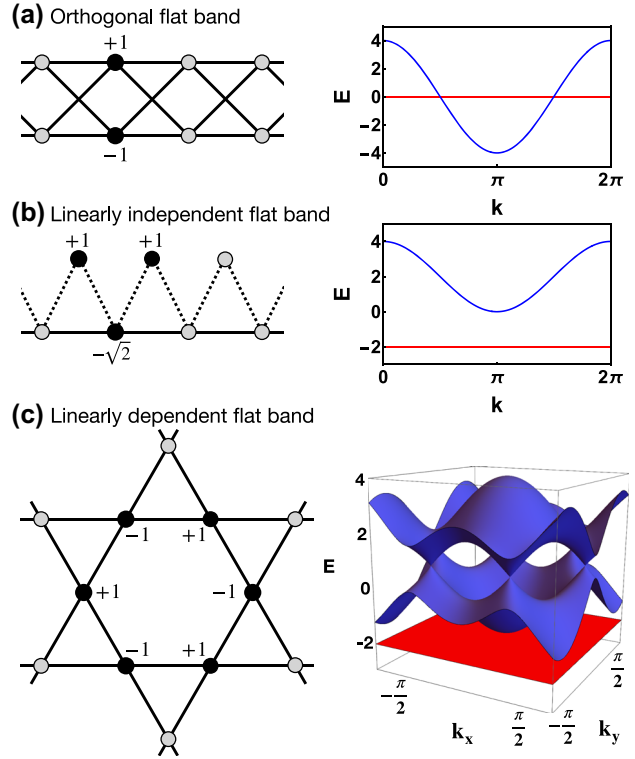 (a) Orthogonal flat band
+1
−1
E
4
2
0
−2
−4
0
π
2π
k
(b) Linearly independent flat band
+1
+1
−√2
E
4
2
0
−2
0
π
2π
k
(c) Linearly dependent flat band
−1
+1
+1
−1
−1
+1
E
4
2
0
-2
−π/2
π/2
k_x
−π/2
π/2
k_y